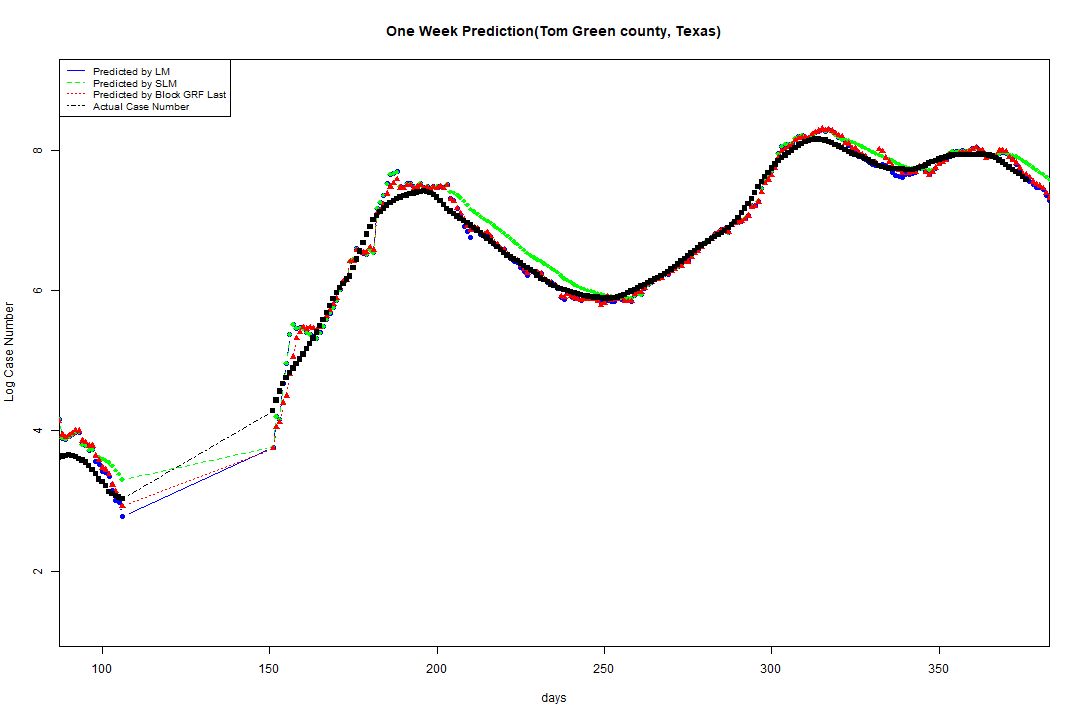 One Week Prediction(Tom Green county, Texas)
Predicted by LM
Predicted by SLM
Predicted by Block GRF Last
Actual Case Number
8
6
4
2
Log Case Number
100 150 200 250 300 350
days